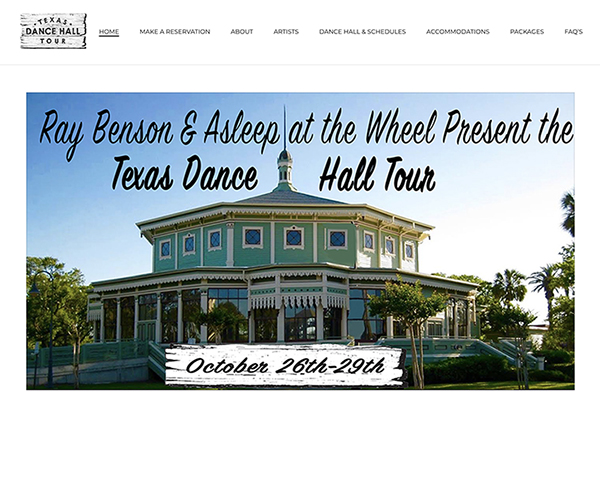 TEXAS
DANCE HALL
TOUR
HOME
MAKE A RESERVATION
ABOUT
ARTISTS
DANCE HALL & SCHEDULES
ACCOMMODATIONS
PACKAGES
FAQ'S
Ray Benson & Asleep at the Wheel Present the
Texas Dance Hall Tour
October 26th-29th